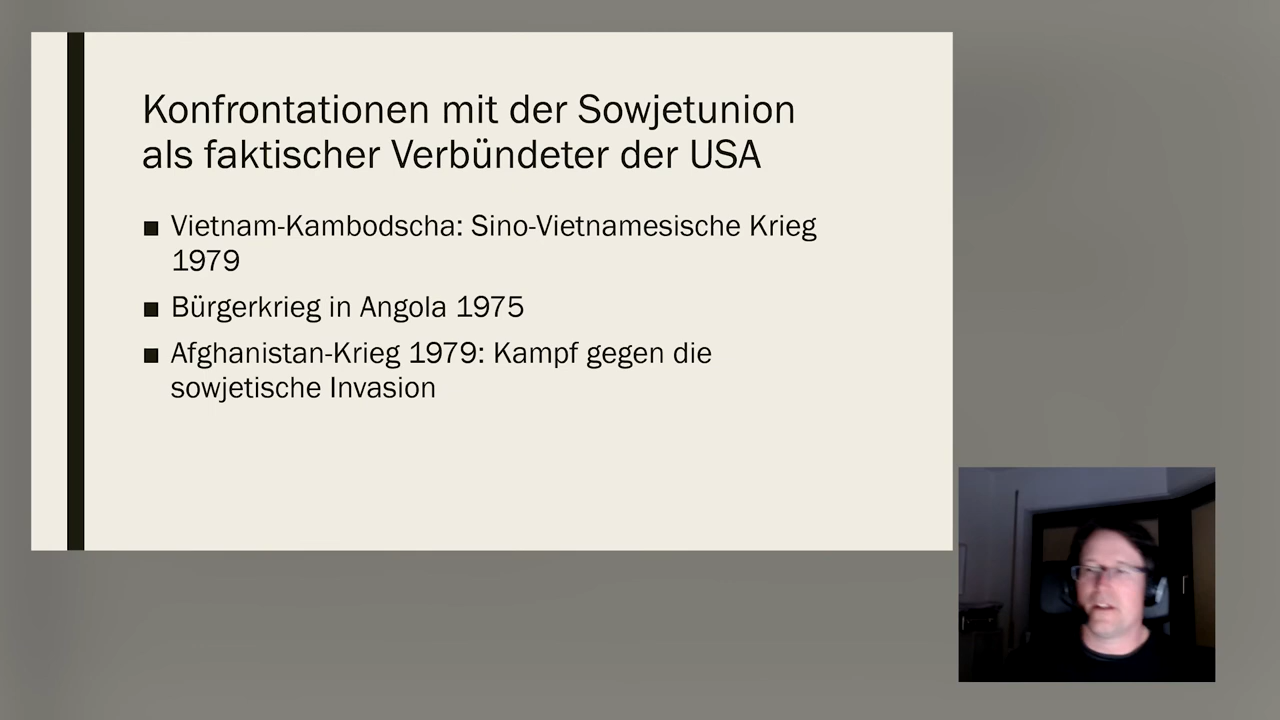 Konfrontationen mit der Sowjetunion
als faktischer Verbündeter der USA
■ Vietnam-Kambodscha: Sino-Vietnamesische Krieg
1979
■ Bürgerkrieg in Angola 1975
■ Afghanistan-Krieg 1979: Kampf gegen die
sowjetische Invasion